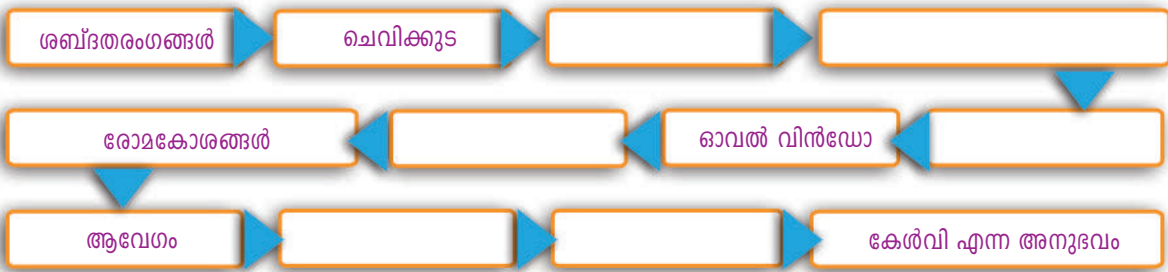 ശബ്ദതരംഗങ്ങൾ ചെവിക്കുട
രോമകോശങ്ങൾ ഓവൽ വിൻഡോ
ആവേഗം കേൾവി എന്ന അനുഭവം